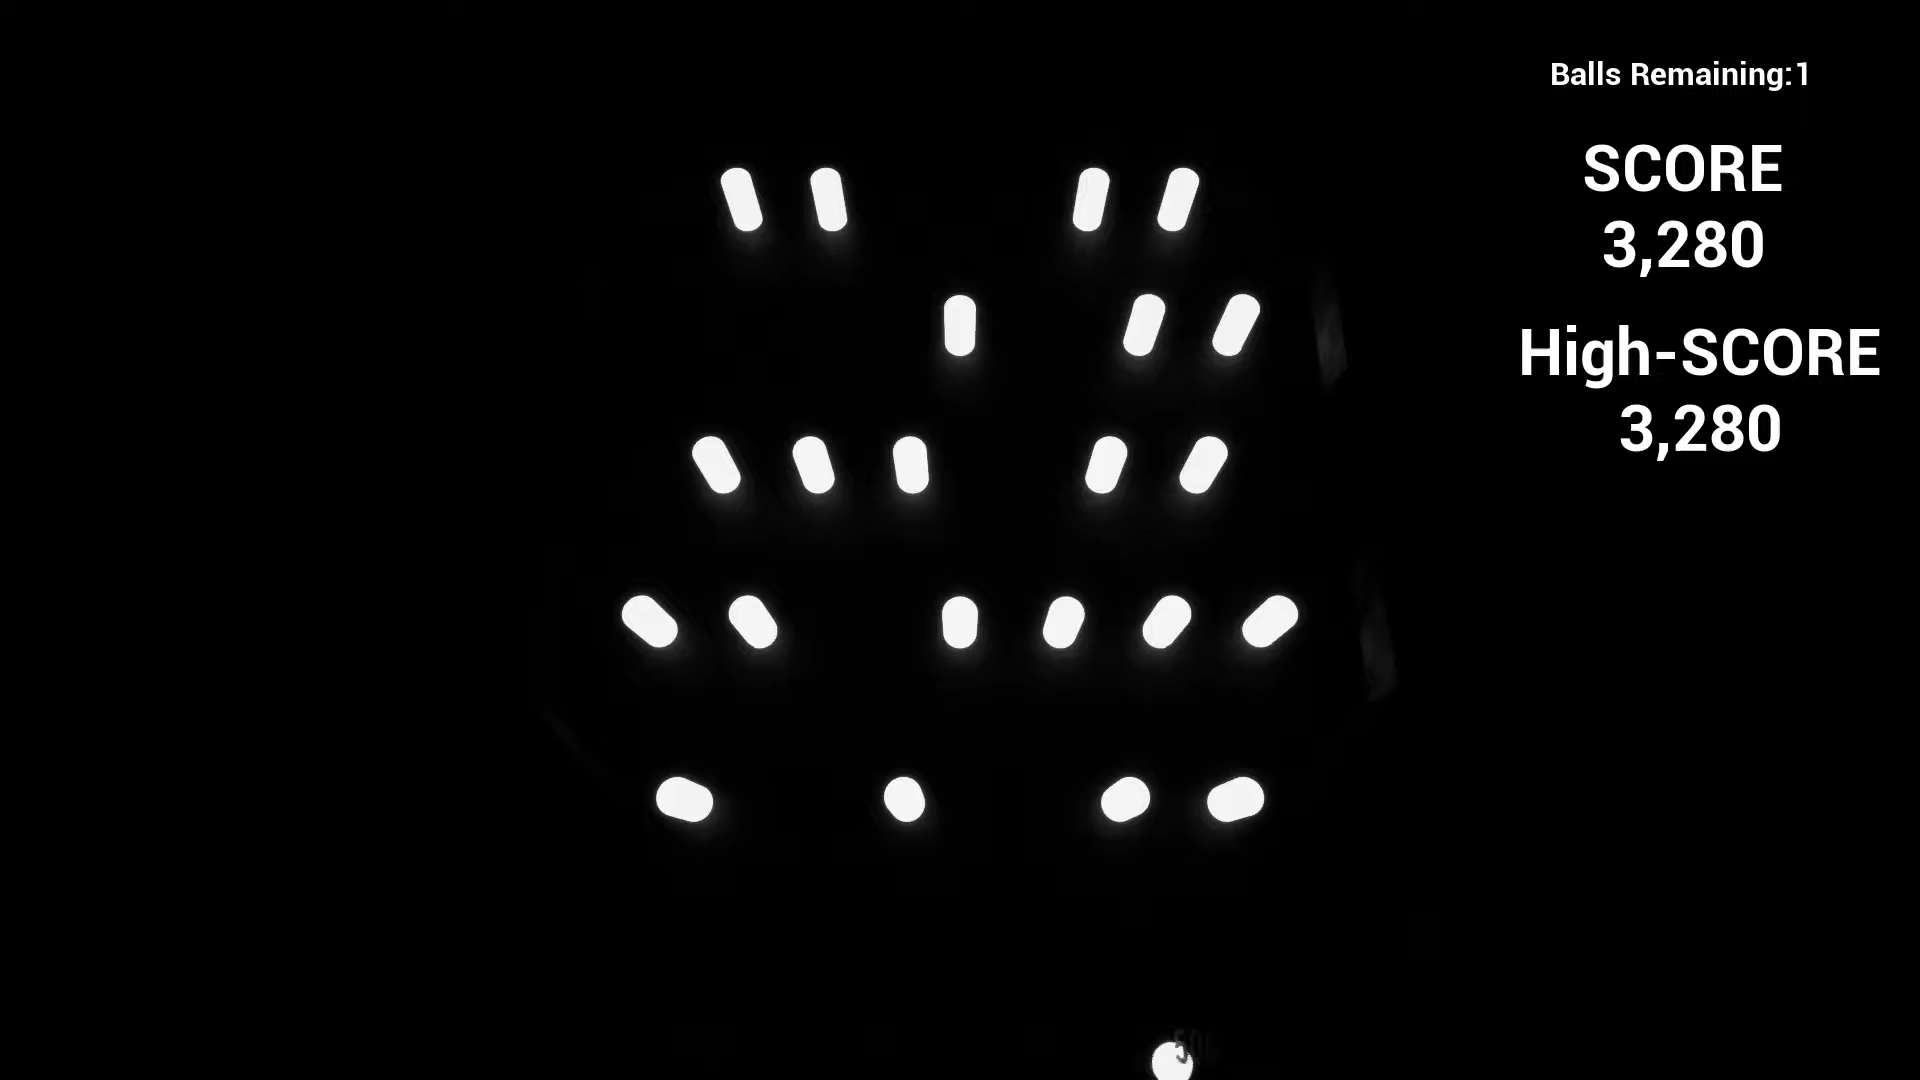 Balls Remaining:1
SCORE
3,280
High-SCORE
3,280